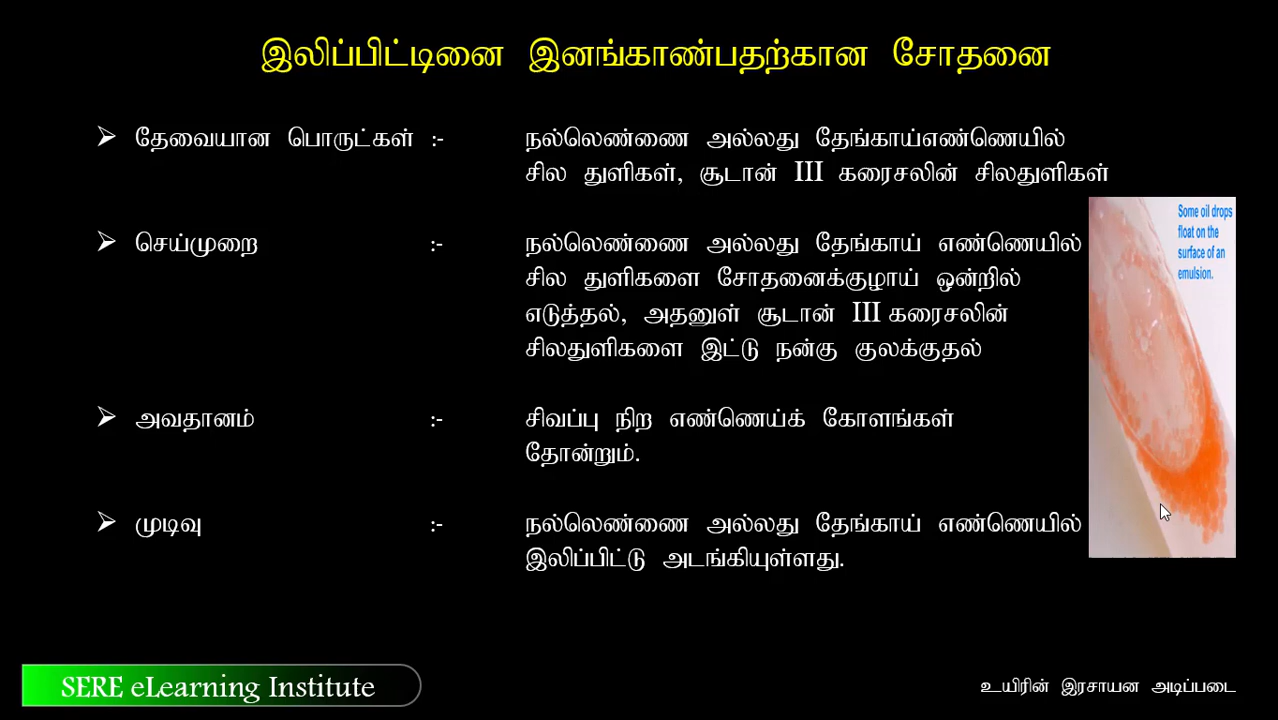 இலிப்பிட்டினை இனங்காண்பதற்கான சோதனை
➢ தேவையான பொருட்கள் :- நல்லெண்ணை அல்லது தேங்காய்எண்ணெயில்
சில துளிகள், சூடான் III கரைசலின் சிலதுளிகள்
➢ செய்முறை :- நல்லெண்ணை அல்லது தேங்காய் எண்ணெயில்
சில துளிகளை சோதனைக்குழாய் ஒன்றில்
எடுத்தல், அதனுள் சூடான் III கரைசலின்
சிலதுளிகளை இட்டு நன்கு குலக்குதல்
➢ அவதானம் :- சிவப்பு நிற எண்ணெய்க் கோளங்கள்
தோன்றும்.
➢ முடிவு :- நல்லெண்ணை அல்லது தேங்காய் எண்ணெயில்
இலிப்பிட்டு அடங்கியுள்ளது.
Some oil drops
float on the
surface of an
emulsion.
SERE eLearning Institute
உயிரின் இரசாயன அடிப்படை